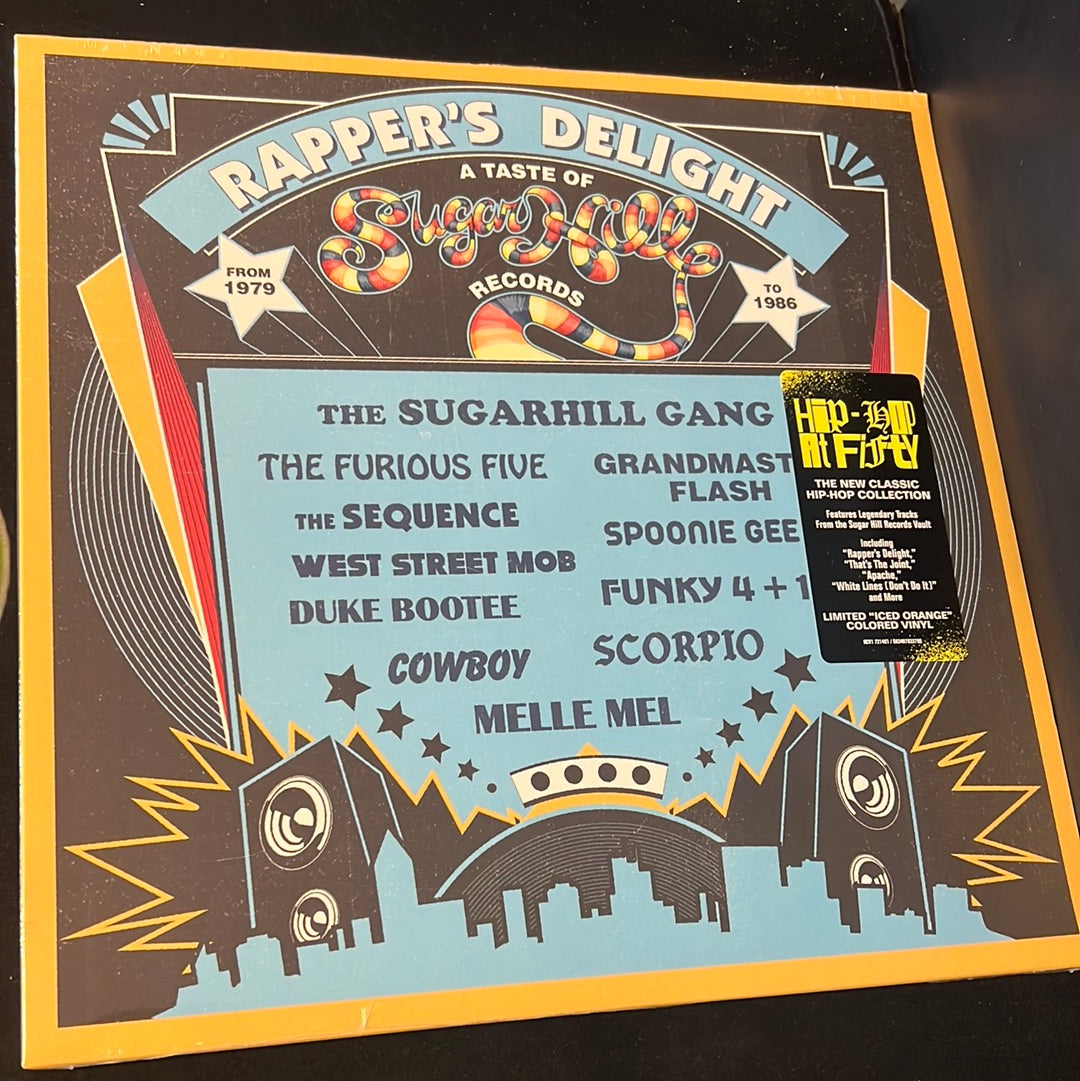 RAPPER'S DELIGHT
A TASTE OF
Sugar Hill
RECORDS
FROM
1979
TO
1986
THE SUGARHILL GANG
THE FURIOUS FIVE
GRANDMAST
FLASH
THE SEQUENCE
SPOONIE GEE
WEST STREET MOB
FUNKY 4 + 1
DUKE BOOTEE
SCORPIO
COWBOY
MELLE MEL
Hip-Hop
At Fifty
THE NEW CLASSIC
HIP-HOP COLLECTION
Features Legendary Tracks
From the Sugar Hill Records Vault
Including
"Rapper's Delight,"
"That's The Joint,"
"Apache,"
"White Lines (Don't Do It)"
and More
LIMITED "ICED ORANGE"
COLORED VINYL